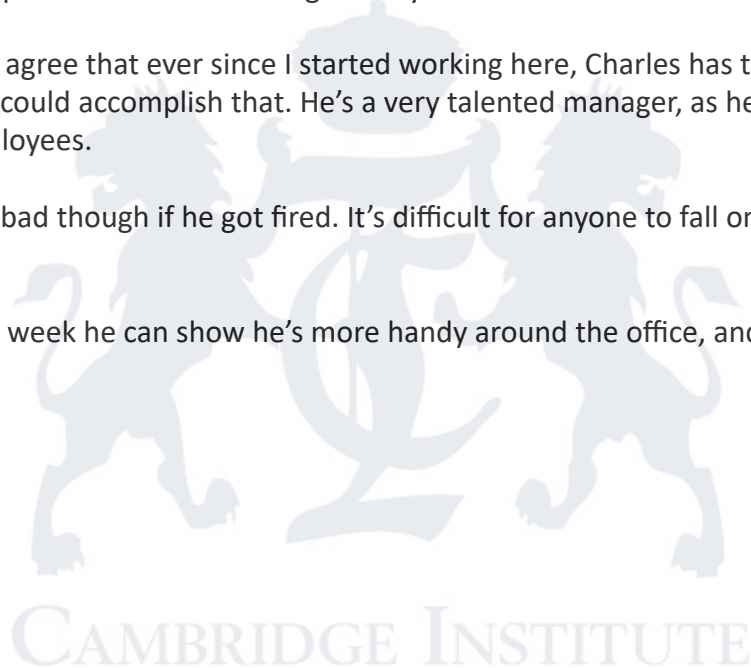 agree that ever since I started working here, Charles has t
could accomplish that. He’s a very talented manager, as he
loyees.
bad though if he got fired. It’s difficult for anyone to fall
week he can show he’s more handy around the office, and
CAMBRIDGE INSTITUTE